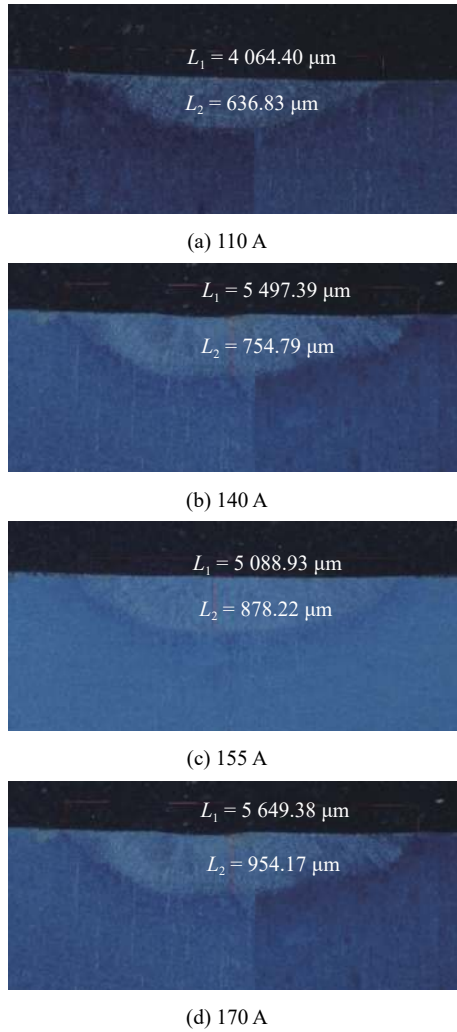 L₁ = 4 064.40 μm
L₂ = 636.83 μm
(a) 110 A
L₁ = 5 497.39 μm
L₂ = 754.79 μm
(b) 140 A
L₁ = 5 088.93 μm
L₂ = 878.22 μm
(c) 155 A
L₁ = 5 649.38 μm
L₂ = 954.17 μm
(d) 170 A